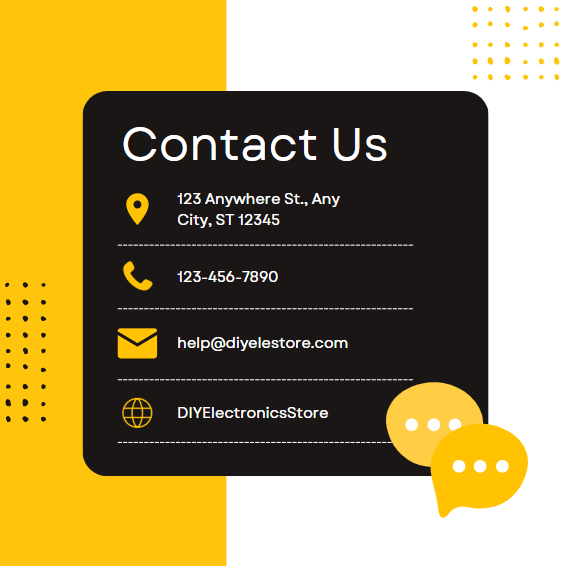 Contact Us
123 Anywhere St., Any
City, ST 12345
123-456-7890
help@diyelestore.com
DIYElectronicsStore